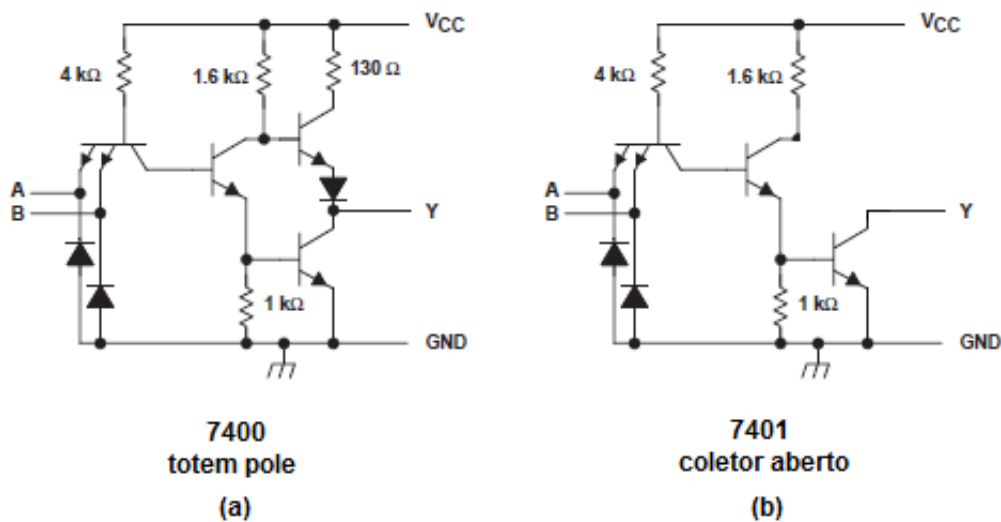 VCC
4 kΩ
1.6 kΩ
130 Ω
A
B
Y
1 kΩ
GND
7400
totem pole
(a)
VCC
4 kΩ
1.6 kΩ
A
B
Y
1 kΩ
GND
7401
coletor aberto
(b)